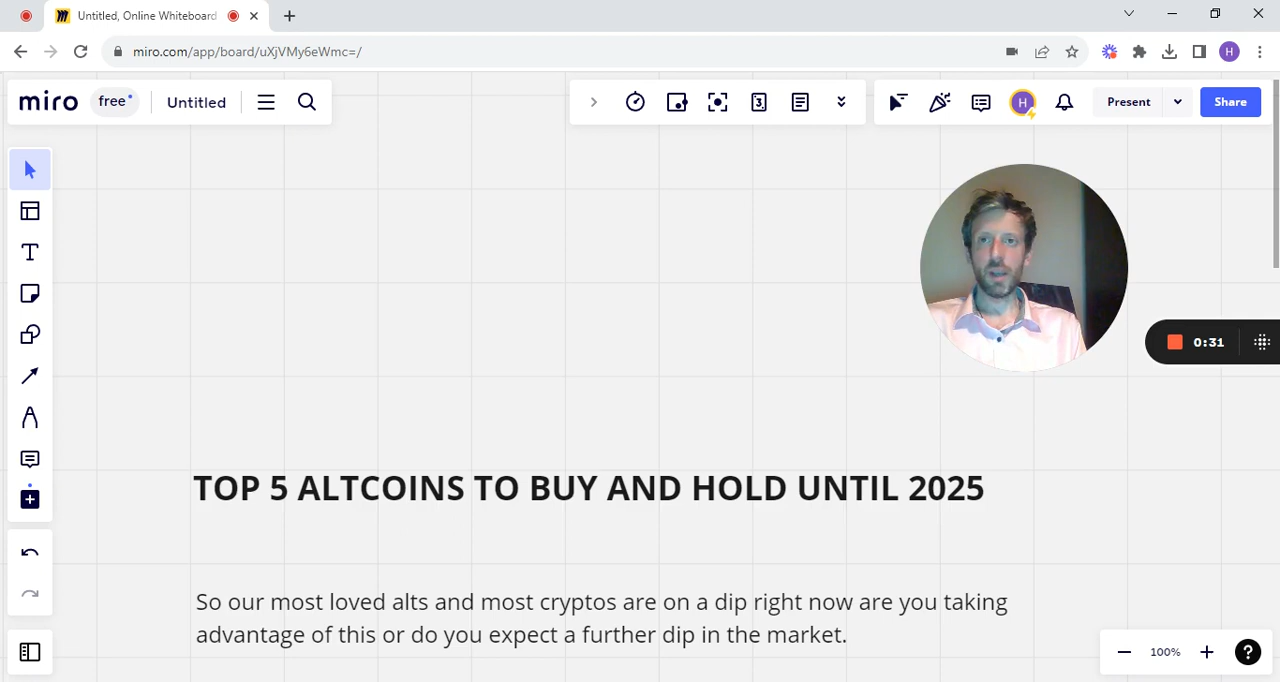 Untitled, Online Whiteboard
miro.com/app/board/uXjVMy6eWmc=/
H
miro
free
Untitled
3
H
Present
Share
0:31
TOP 5 ALTCOINS TO BUY AND HOLD UNTIL 2025
So our most loved alts and most cryptos are on a dip right now are you taking
advantage of this or do you expect a further dip in the market.
100%
?